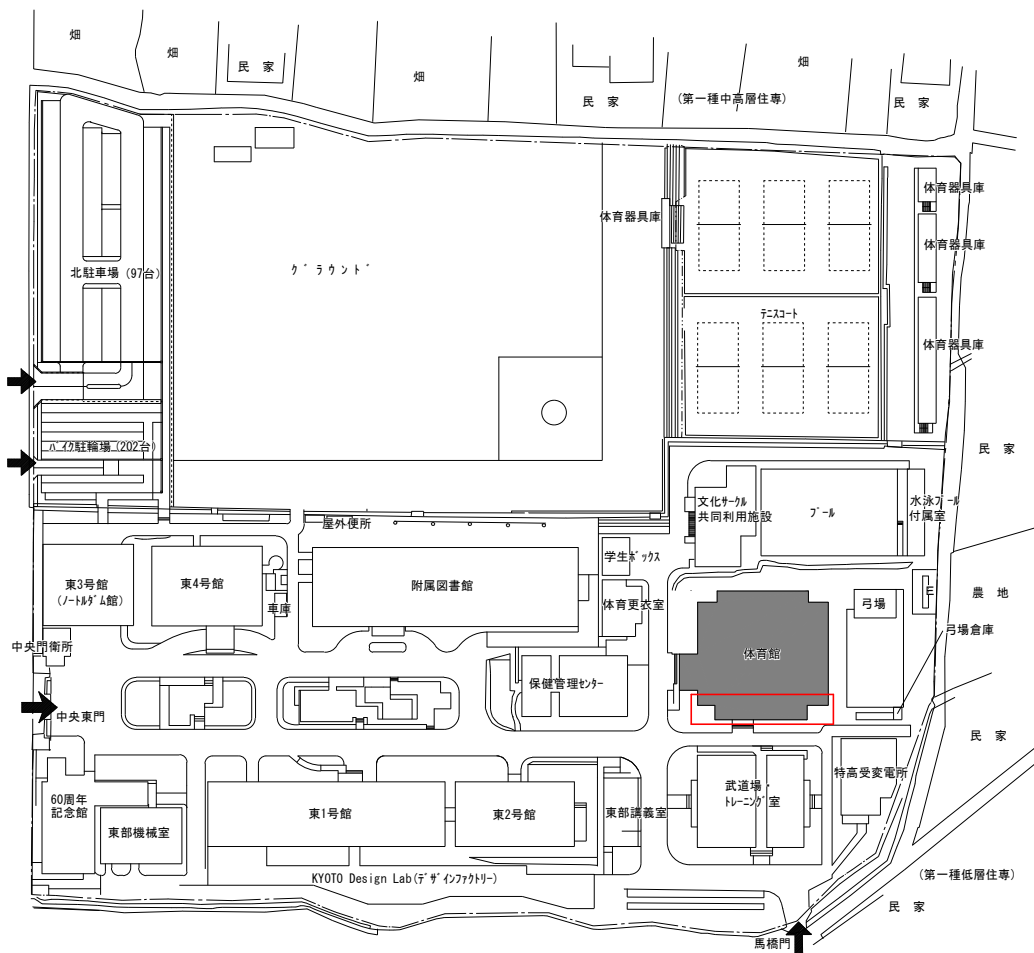 畑
畑
民 家
畑
畑
民 家
(第一種中高層住専)
民 家
体育器具庫
体育器具庫
体育器具庫
体育器具庫
北駐車場 (97台)
グラウンド
テニスコート
バイク駐輪場 (202台)
民 家
文化サークル
共同利用施設
プール
水泳プール
付属室
屋外便所
学生ボックス
東3号館
(ノートルダム館)
東4号館
附属図書館
車庫
体育更衣室
E
弓場
農 地
弓場倉庫
中央門衛所
体育館
保健管理センター
中央東門
民 家
特高受変電所
60周年
記念館
東部機械室
東1号館
東2号館
東部講義室
武道場・
トレーニング室
KYOTO Design Lab(デザインファクトリー)
(第一種低層住専)
民 家
馬橋門